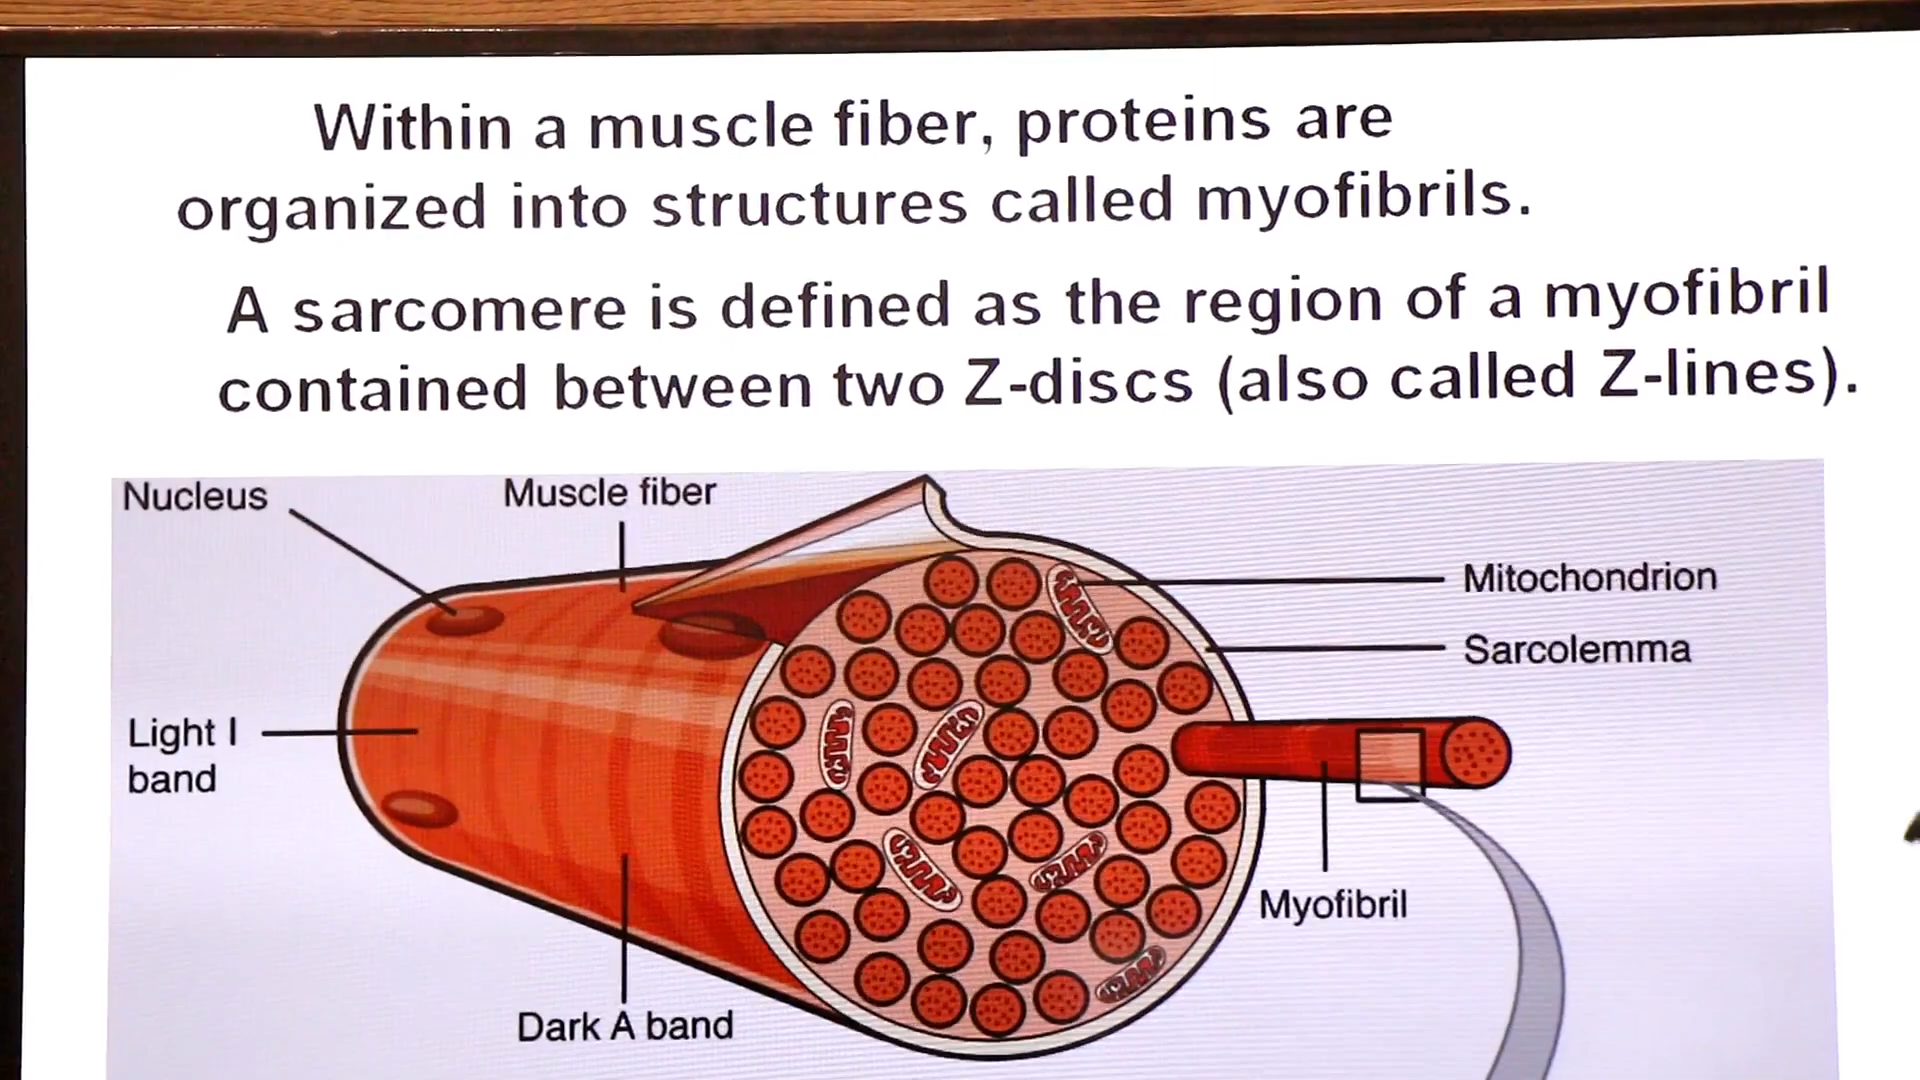 Within a muscle fiber, proteins are
organized into structures called myofibrils.
A sarcomere is defined as the region of a myofibril
contained between two Z-discs (also called Z-lines).
Nucleus
Muscle fiber
Mitochondrion
Sarcolemma
Light I
band
Myofibril
Dark A band